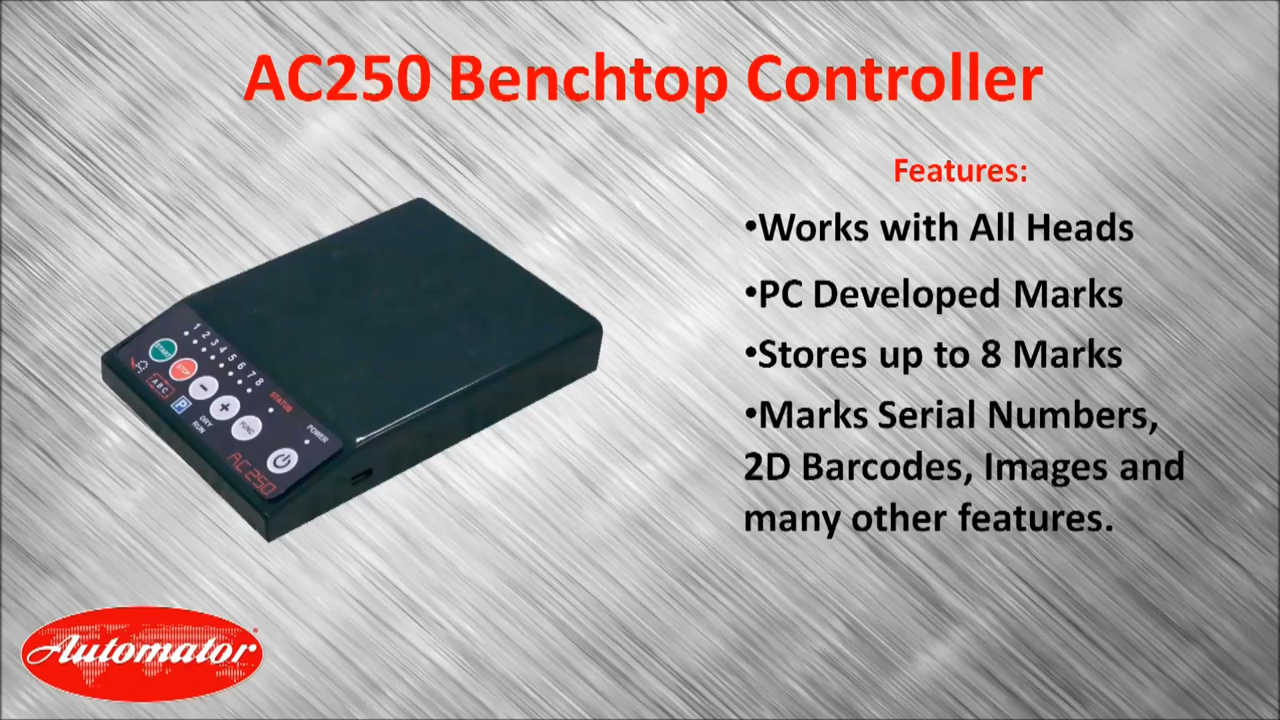 AC250 Benchtop Controller
Features:
•Works with All Heads
•PC Developed Marks
•Stores up to 8 Marks
•Marks Serial Numbers,
2D Barcodes, Images and
many other features.
1 2 3 4 5 6 7 8
STATUS
POWER
START
STOP
-
+
FUNC
ABC
P
DRY
RUN
AC250
Automator®